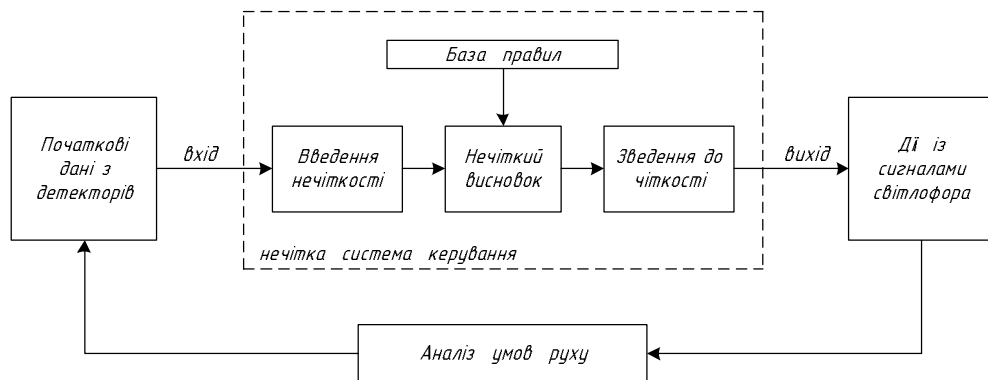 База правил
Початкові
дані з
детекторів
вхід
Введення
нечіткості
Нечіткий
висновок
Зведення до
чіткості
вихід
Дії із
сигналами
світлофора
нечітка система керування
Аналіз умов руху